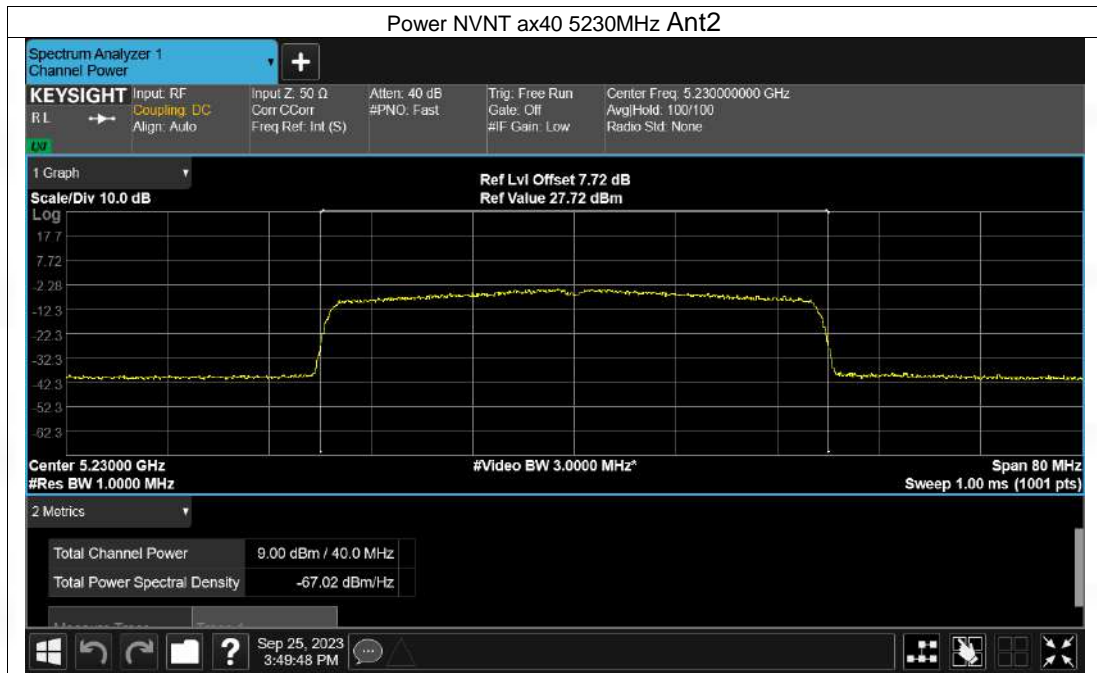 Power NVNT ax40 5230MHz Ant2
Spectrum Analyzer 1
Channel Power
KEYSIGHT Input: RF Input Z: 50 Ω Atten: 40 dB Trig: Free Run Center Freq: 5.230000000 GHz
R L Coupling: DC Corr CCorr #PNO: Fast Gate: Off Avg|Hold: 100/100
Align: Auto Freq Ref: Int (S) #IF Gain: Low Radio Std: None
LXI
1 Graph
Ref Lvl Offset 7.72 dB
Scale/Div 10.0 dB Ref Value 27.72 dBm
Log
17.7
7.72
-2.28
-12.3
-22.3
-32.3
-42.3
-52.3
-62.3
Center 5.23000 GHz #Video BW 3.0000 MHz* Span 80 MHz
#Res BW 1.0000 MHz Sweep 1.00 ms (1001 pts)
2 Metrics
Total Channel Power 9.00 dBm / 40.0 MHz
Total Power Spectral Density -67.02 dBm/Hz
? Sep 25, 2023
3:49:48 PM